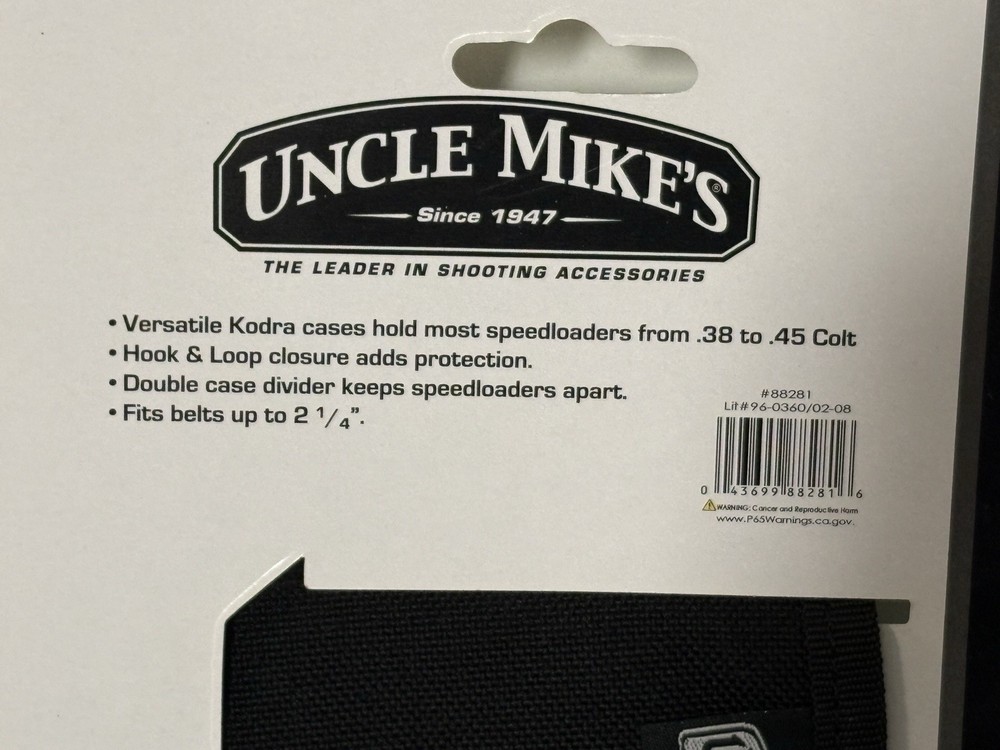 UNCLE MIKE'S®
Since 1947
THE LEADER IN SHOOTING ACCESSORIES
• Versatile Kodra cases hold most speedloaders from .38 to .45 Colt
• Hook & Loop closure adds protection.
• Double case divider keeps speedloaders apart.
• Fits belts up to 2 1/4”.
#88281
Lit#96-0360/02-08
0 43699 88281 6
⚠WARNING: Cancer and Reproductive Harm
www.P65Warnings.ca.gov.